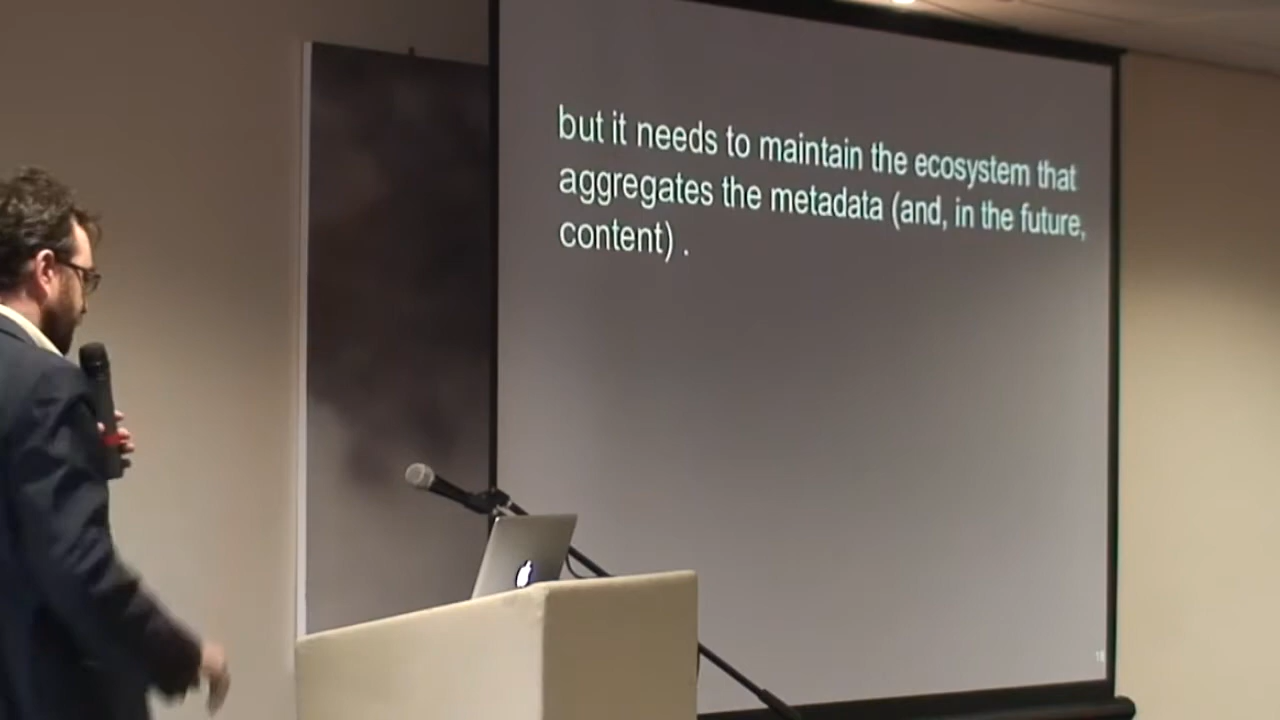 but it needs to maintain the ecosystem that
aggregates the metadata (and, in the future,
content) .